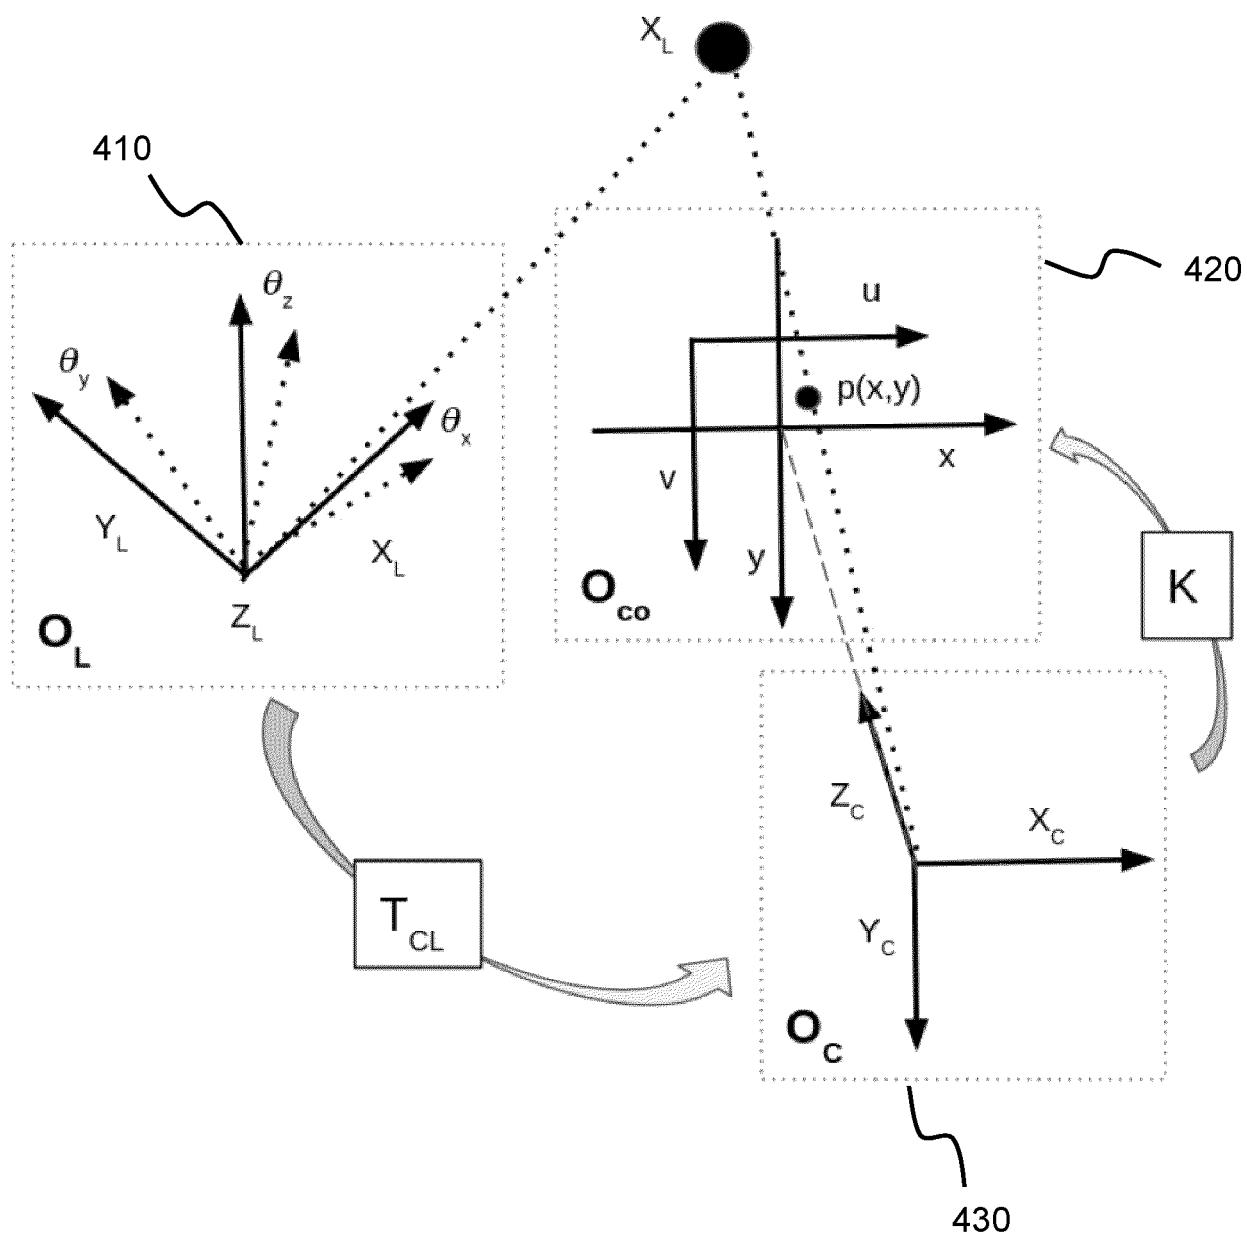 X_L
410
420
θ_z
u
θ_y
p(x,y)
θ_x
x
v
Y_L
X_L
y
O_co
K
Z_L
O_L
Z_C
X_C
T_CL
Y_C
O_C
430